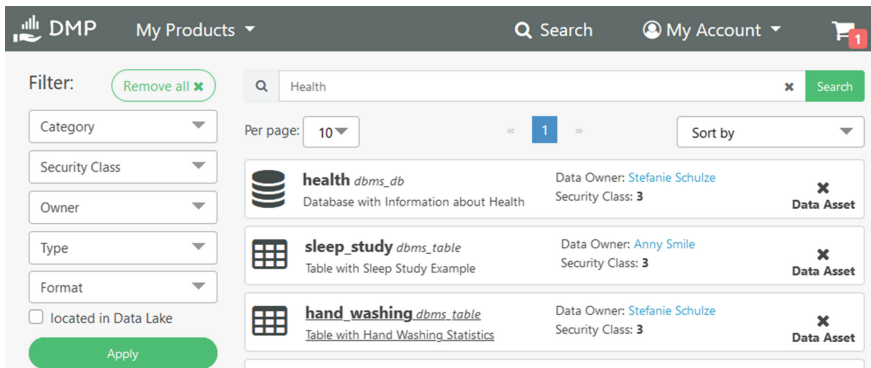 DMP My Products Search My Account 1
Filter: Remove all
Health Search
Category
Security Class
Owner
Type
Format
located in Data Lake
Apply
Per page: 10 « 1 » Sort by
health dbms_db
Database with Information about Health
Data Owner: Stefanie Schulze
Security Class: 3
Data Asset
sleep_study dbms_table
Table with Sleep Study Example
Data Owner: Anny Smile
Security Class: 3
Data Asset
hand_washing dbms_table
Table with Hand Washing Statistics
Data Owner: Stefanie Schulze
Security Class: 3
Data Asset